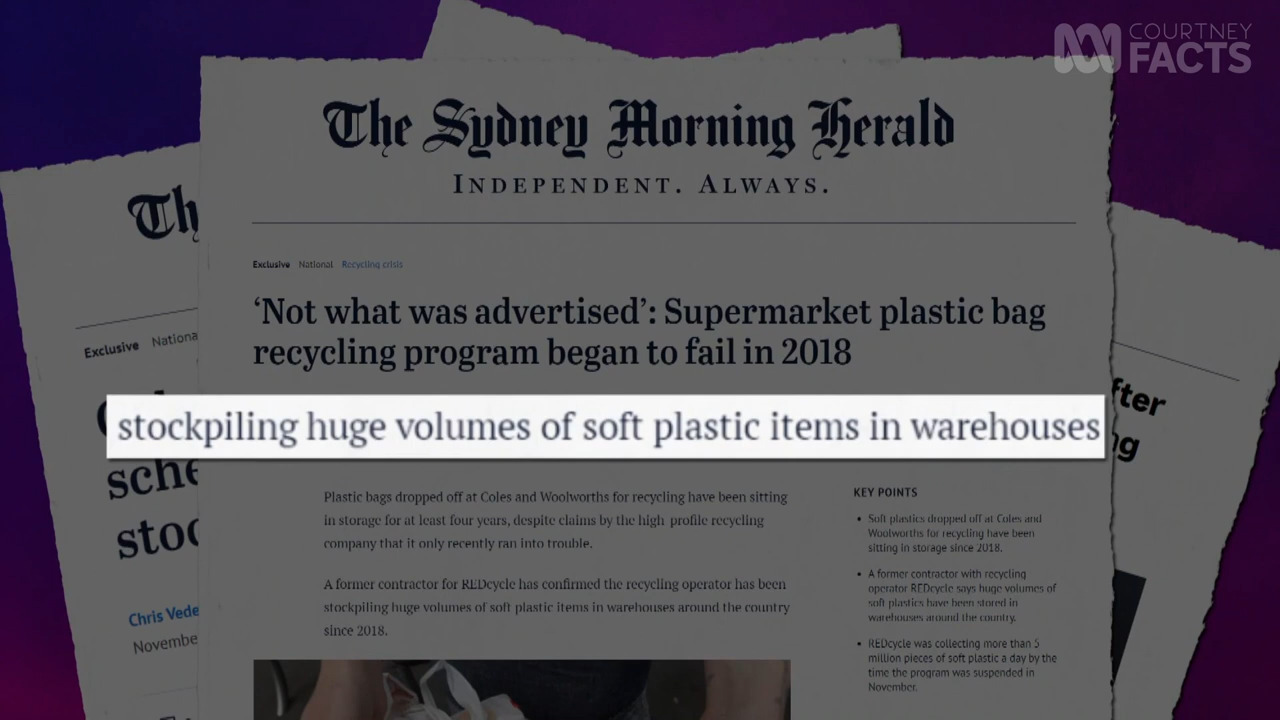 COURTNEY
FACTS
The Sydney Morning Herald
INDEPENDENT. ALWAYS.
Exclusive National Recycling crisis
‘Not what was advertised’: Supermarket plastic bag
recycling program began to fail in 2018
stockpiling huge volumes of soft plastic items in warehouses
Plastic bags dropped off at Coles and Woolworths for recycling have been sitting
in storage for at least four years, despite claims by the high profile recycling
company that it only recently ran into trouble.
A former contractor for REDcycle has confirmed the recycling operator has been
stockpiling huge volumes of soft plastic items in warehouses around the country
since 2018.
KEY POINTS
• Soft plastics dropped off at Coles and
Woolworths for recycling have been
sitting in storage since 2018.
• A former contractor with recycling
operator REDcycle says huge volumes of
soft plastics have been stored in
warehouses around the country.
• REDcycle was collecting more than 5
million pieces of soft plastic a day by the
time the program was suspended in
November.
Th
Exclusive Nationa
sche
stoc
Chris Vede
Novembe
fter
g